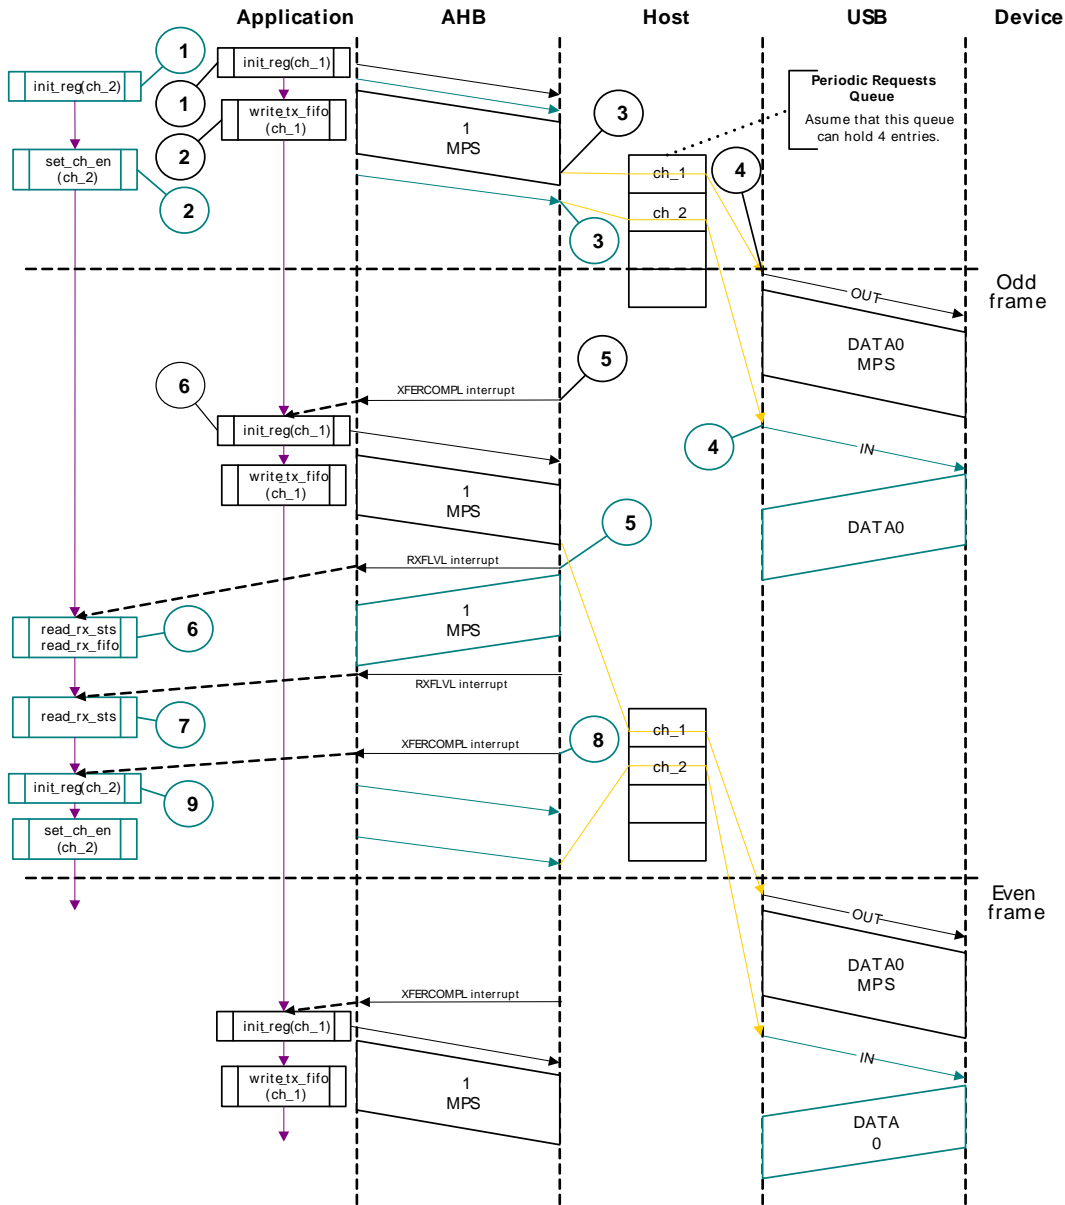 Application
AHB
Host
USB
Device
1
init_reg(ch_2)
init_reg(ch_1)
1
write_tx_fifo
(ch_1)
2
set_ch_en
(ch_2)
2
1
MPS
3
3
Periodic Requests
Queue
Asume that this queue
can hold 4 entries.
4
ch_1
ch_2
Odd
frame
OUT
DATA0
MPS
5
XFERCOMPL interrupt
6
init_reg(ch_1)
write_tx_fifo
(ch_1)
1
MPS
4
IN
DATA0
5
RXFLVL interrupt
1
MPS
read_rx_sts
read_rx_fifo
6
RXFLVL interrupt
read_rx_sts
7
ch_1
ch_2
XFERCOMPL interrupt
8
init_reg(ch_2)
9
set_ch_en
(ch_2)
Even
frame
OUT
DATA0
MPS
XFERCOMPL interrupt
init_reg(ch_1)
write_tx_fifo
(ch_1)
1
MPS
IN
DATA
0